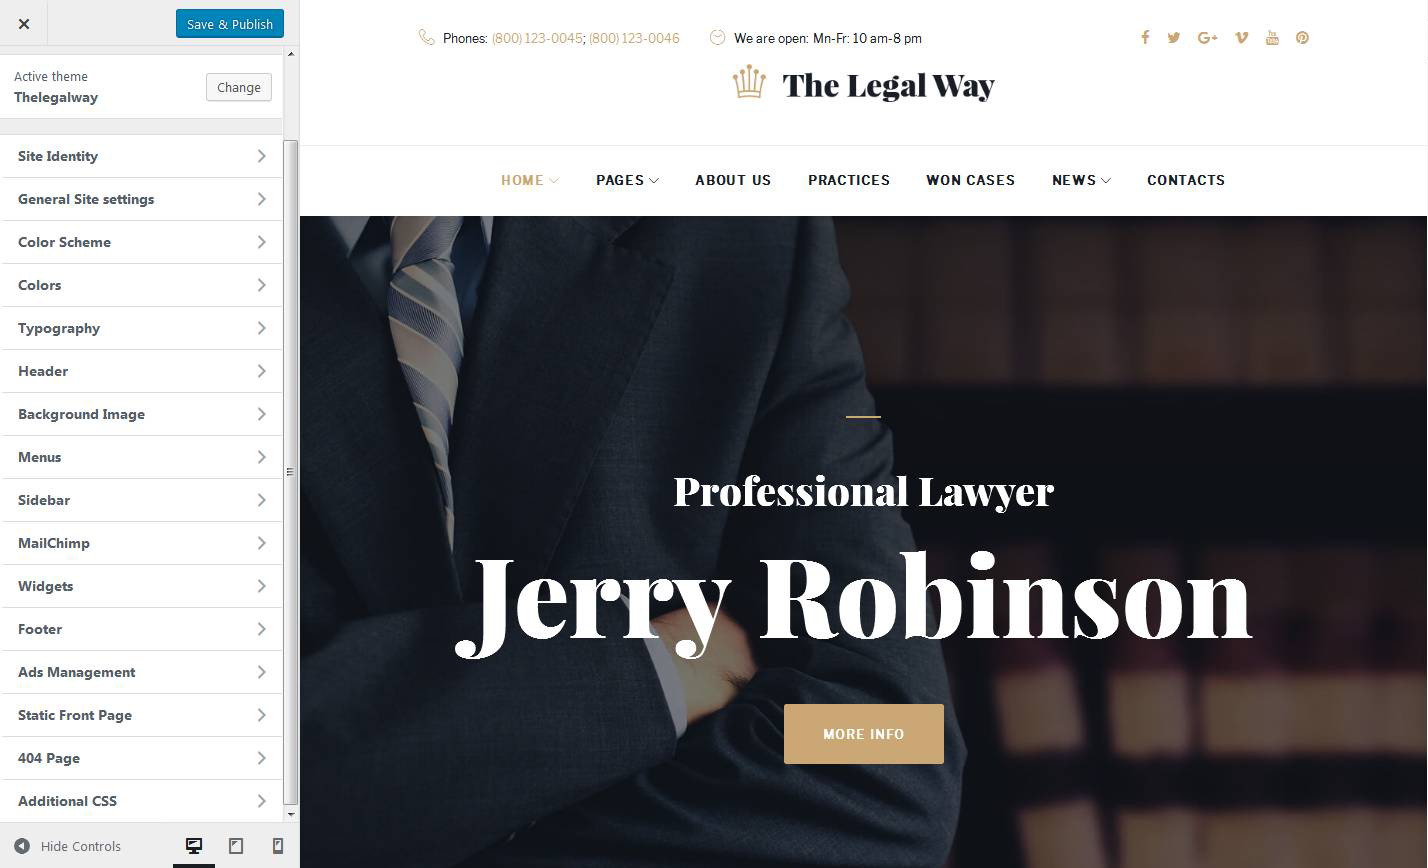 Save & Publish
Active theme
Thelegalway
Change
Site Identity
General Site settings
Color Scheme
Colors
Typography
Header
Background Image
Menus
Sidebar
MailChimp
Widgets
Footer
Ads Management
Static Front Page
404 Page
Additional CSS
Hide Controls
Phones: (800) 123-0045; (800) 123-0046
We are open: Mn-Fr: 10 am-8 pm
The Legal Way
HOME
PAGES
ABOUT US
PRACTICES
WON CASES
NEWS
CONTACTS
Professional Lawyer
Jerry Robinson
MORE INFO